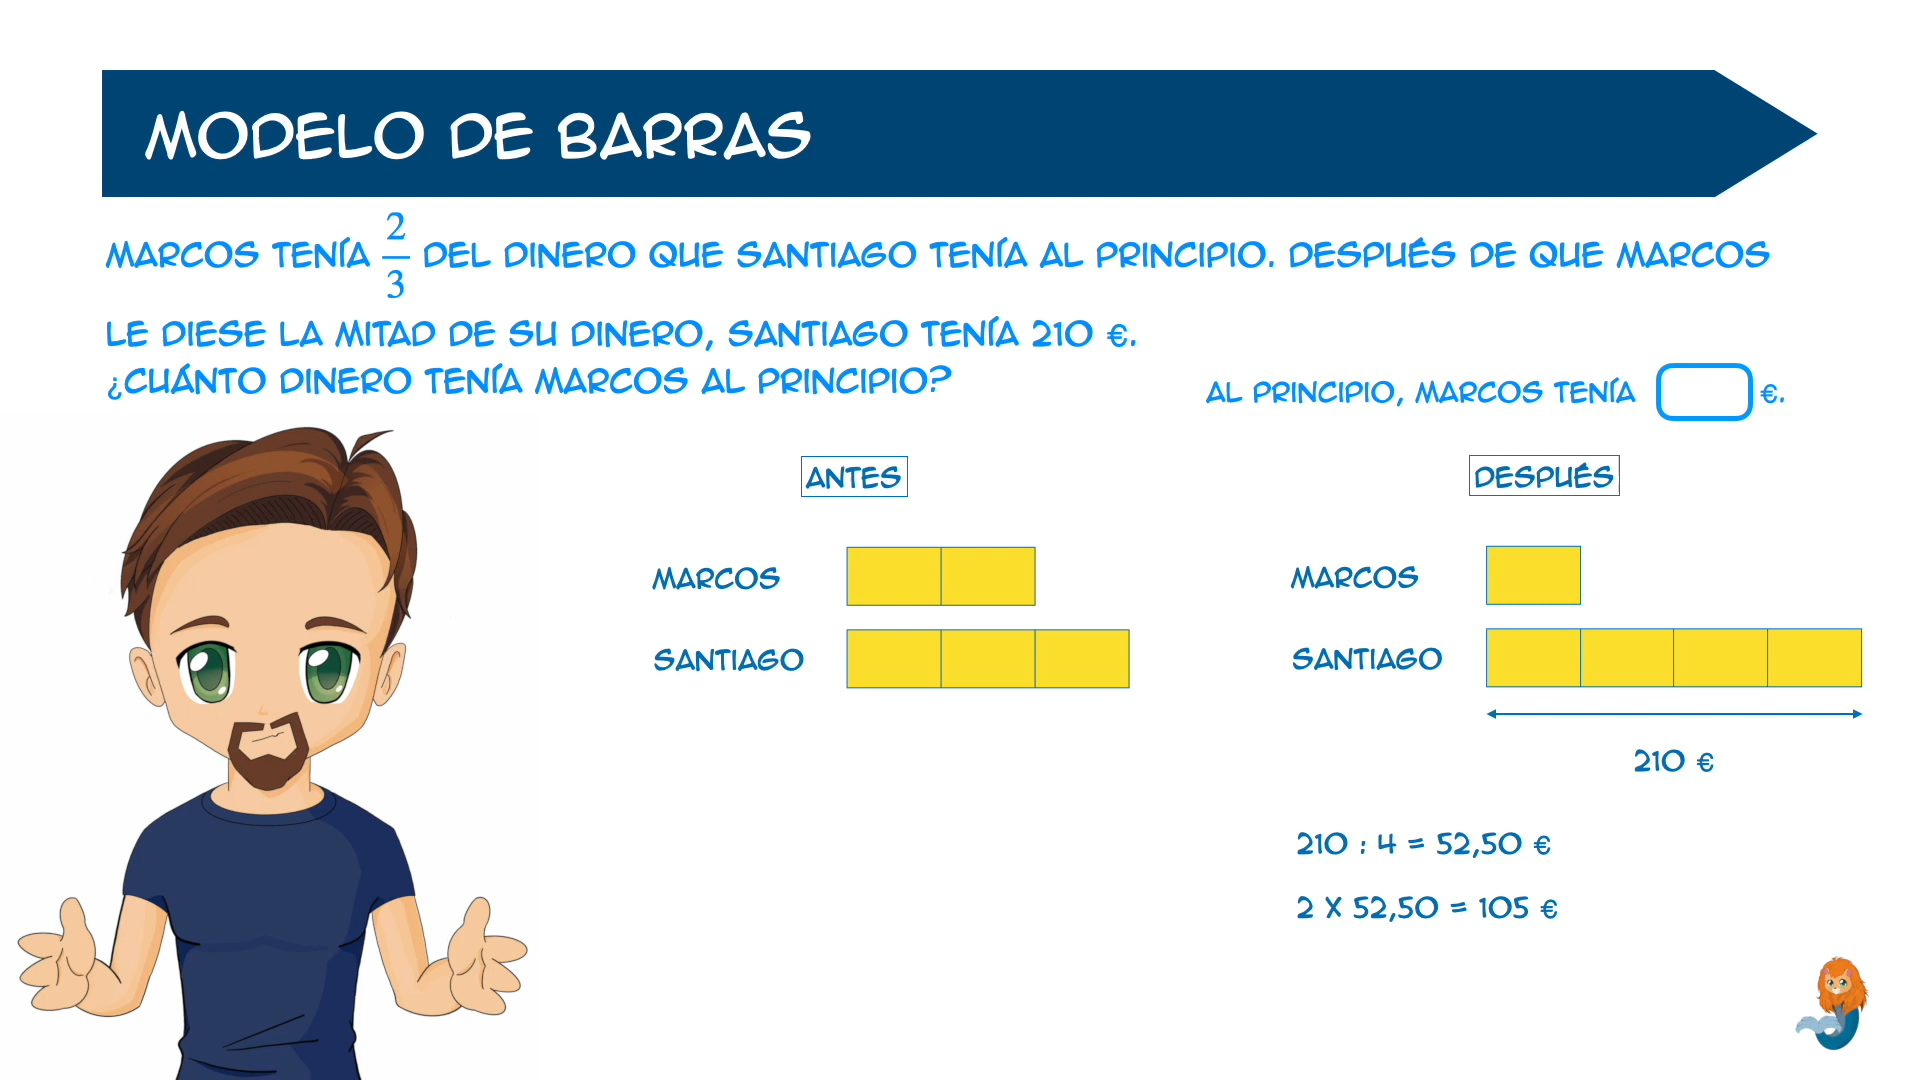 MODELO DE BARRAS
MARCOS TENÍA 2/3 DEL DINERO QUE SANTIAGO TENÍA AL PRINCIPIO. DESPUÉS DE QUE MARCOS
LE DIESE LA MITAD DE SU DINERO, SANTIAGO TENÍA 210 €.
¿CUÁNTO DINERO TENÍA MARCOS AL PRINCIPIO?
AL PRINCIPIO, MARCOS TENÍA €.
ANTES
MARCOS
SANTIAGO
DESPUÉS
MARCOS
SANTIAGO
210 €
210 : 4 = 52,50 €
2 X 52,50 = 105 €